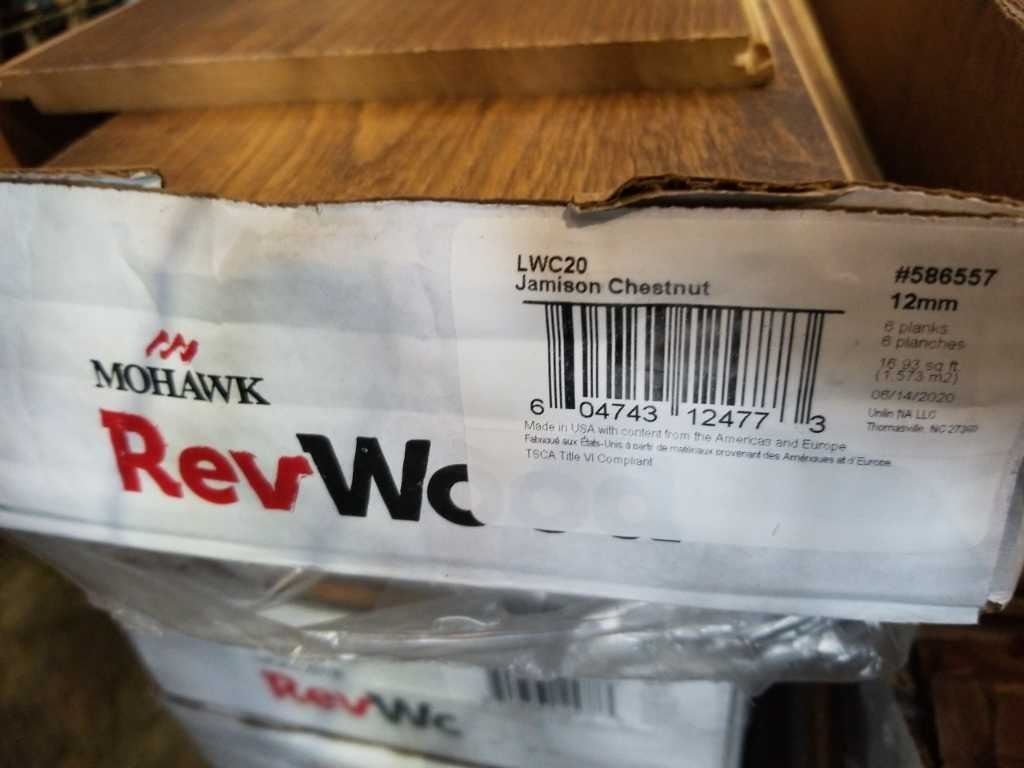 LWC20
Jamison Chestnut
#586557
12mm
6 planks
6 planches
16.93 sq ft
(1.573 m2)
06/14/2020
Unilin NA LLC
Thomasville, NC 27360
6 04743 12477 3
Made in USA with content from the Americas and Europe
Fabriqué aux États-Unis à partir de matériaux provenant des Amériques et d'Europe
TSCA Title VI Compliant
MOHAWK
RevWo
RevWo